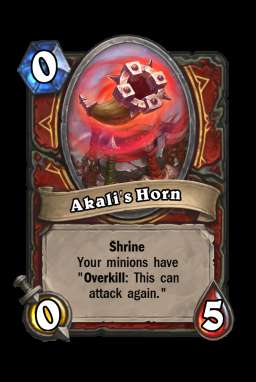 0
Akali's Horn
Shrine
Your minions have
"Overkill: This can
attack again."
0
5